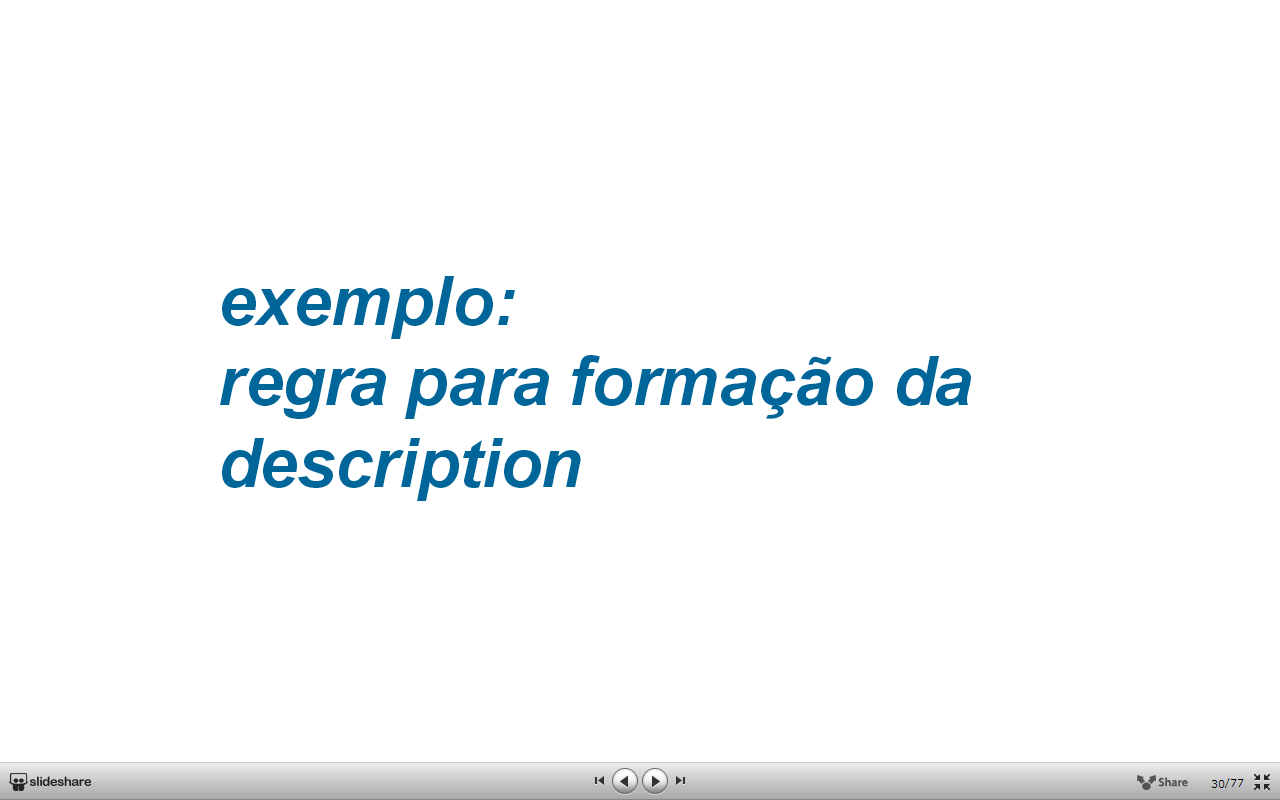 exemplo:
regra para formação da
description
slideshare
Share
30/77